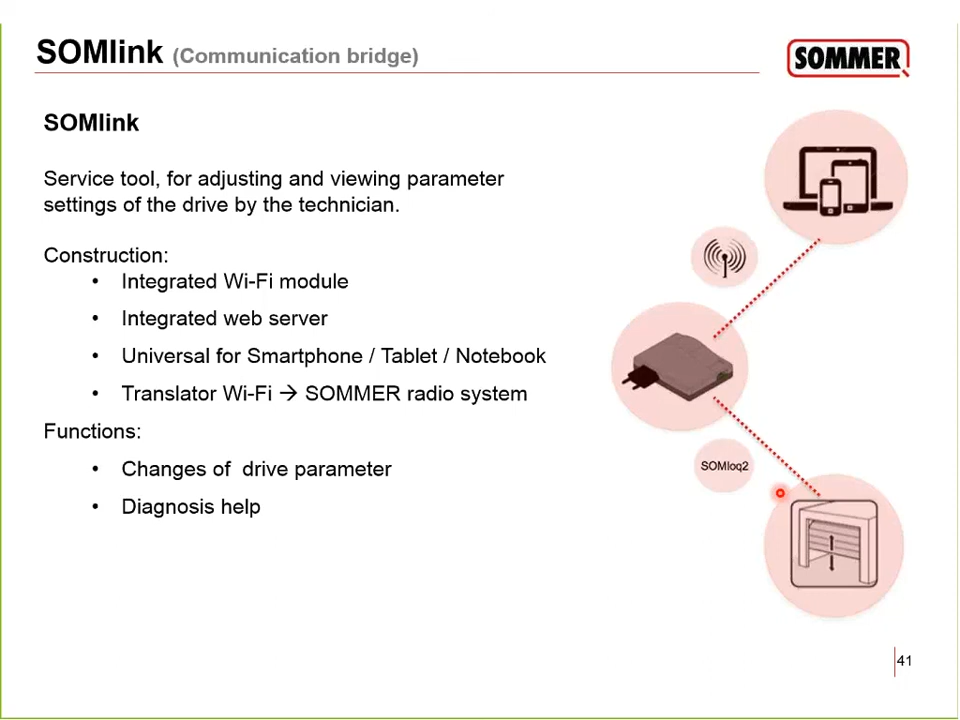 SOMlink (Communication bridge)
SOMMER
SOMlink
Service tool, for adjusting and viewing parameter
settings of the drive by the technician.
Construction:
• Integrated Wi-Fi module
• Integrated web server
• Universal for Smartphone / Tablet / Notebook
• Translator Wi-Fi → SOMMER radio system
Functions:
• Changes of drive parameter
• Diagnosis help
SOMloq2
41